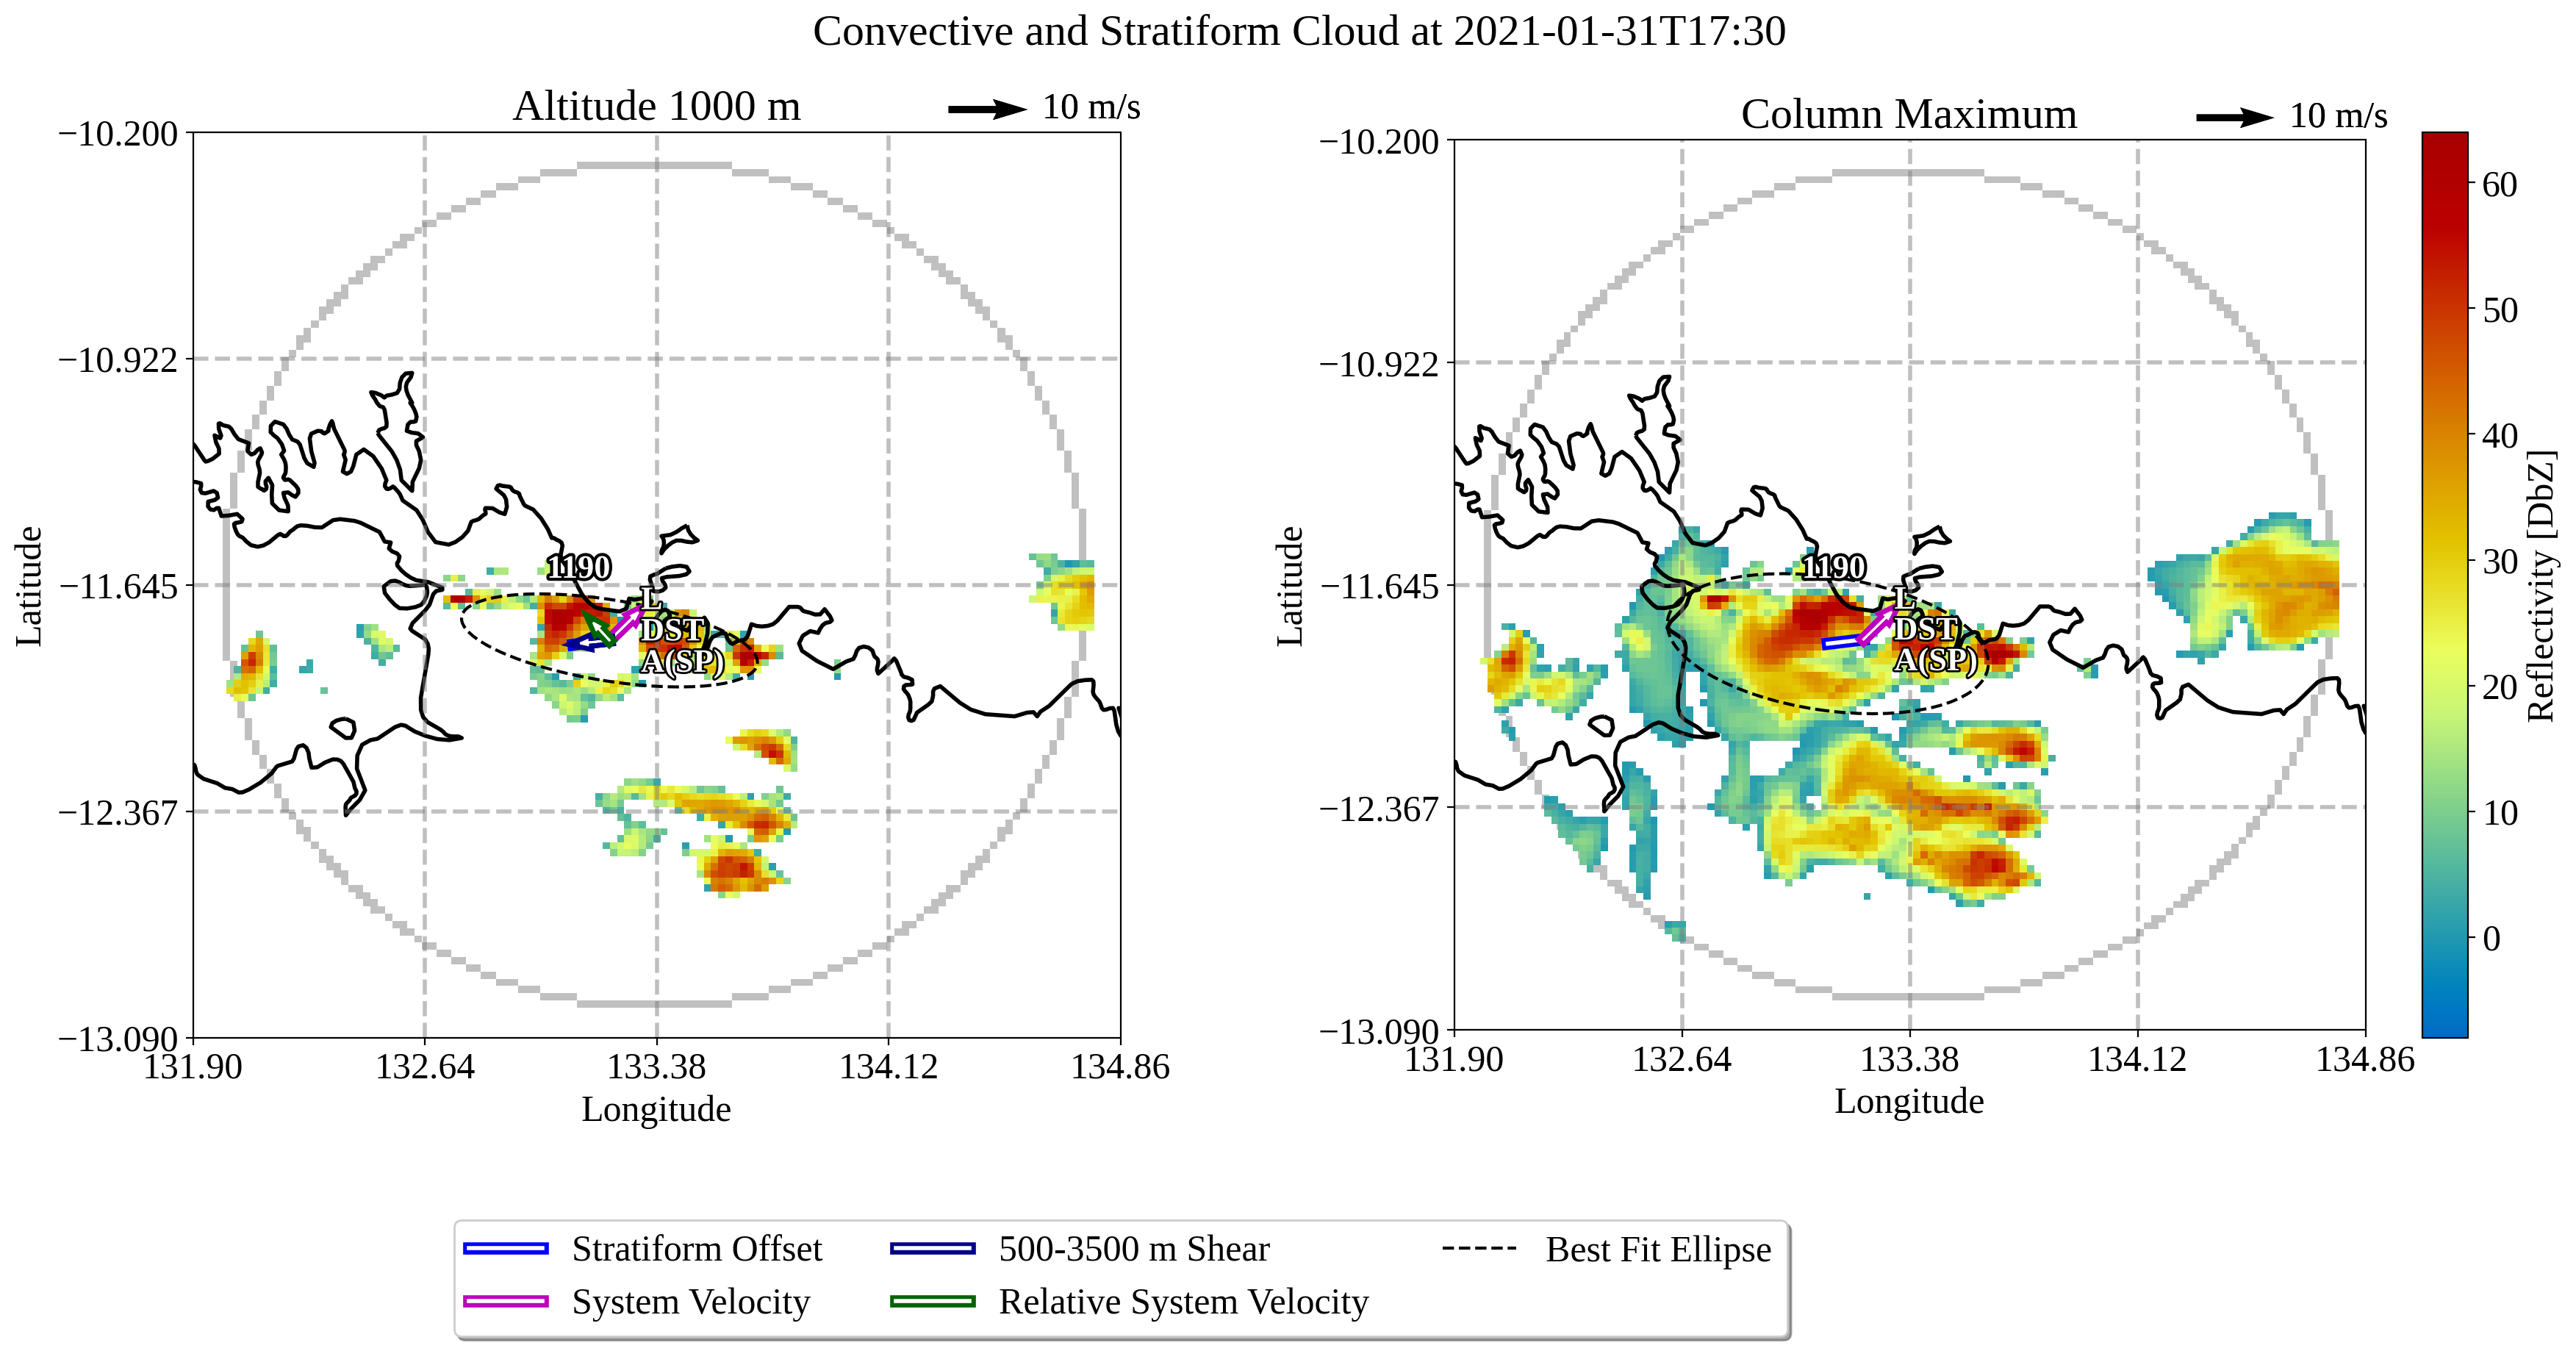 Convective and Stratiform Cloud at 2021-01-31T17:30
Altitude 1000 m
10 m/s
−10.200
−10.922
−11.645
−12.367
−13.090
131.90
132.64
133.38
134.12
134.86
Latitude
Longitude
1190
L
DST
A(SP)
Column Maximum
10 m/s
−10.200
−10.922
−11.645
−12.367
−13.090
131.90
132.64
133.38
134.12
134.86
Latitude
Longitude
1190
L
DST
A(SP)
60
50
40
30
20
10
0
Reflectivity [DbZ]
Stratiform Offset
System Velocity
500-3500 m Shear
Relative System Velocity
Best Fit Ellipse